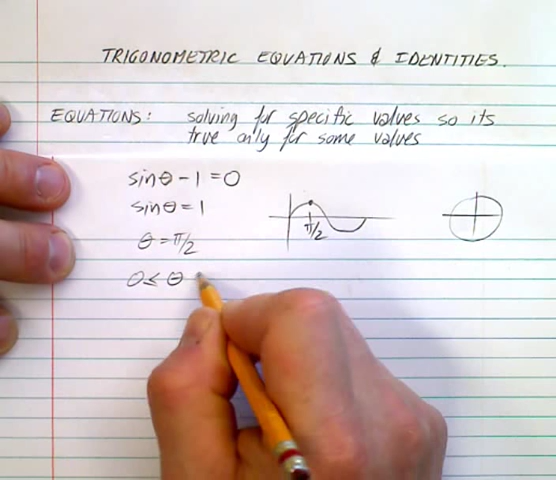 TRIGONOMETRIC EQUATIONS & IDENTITIES.
EQUATIONS: solving for specific values so its
true only for some values
sinθ - 1 = 0
sinθ = 1
π/2
θ = π/2
0 ≤ θ